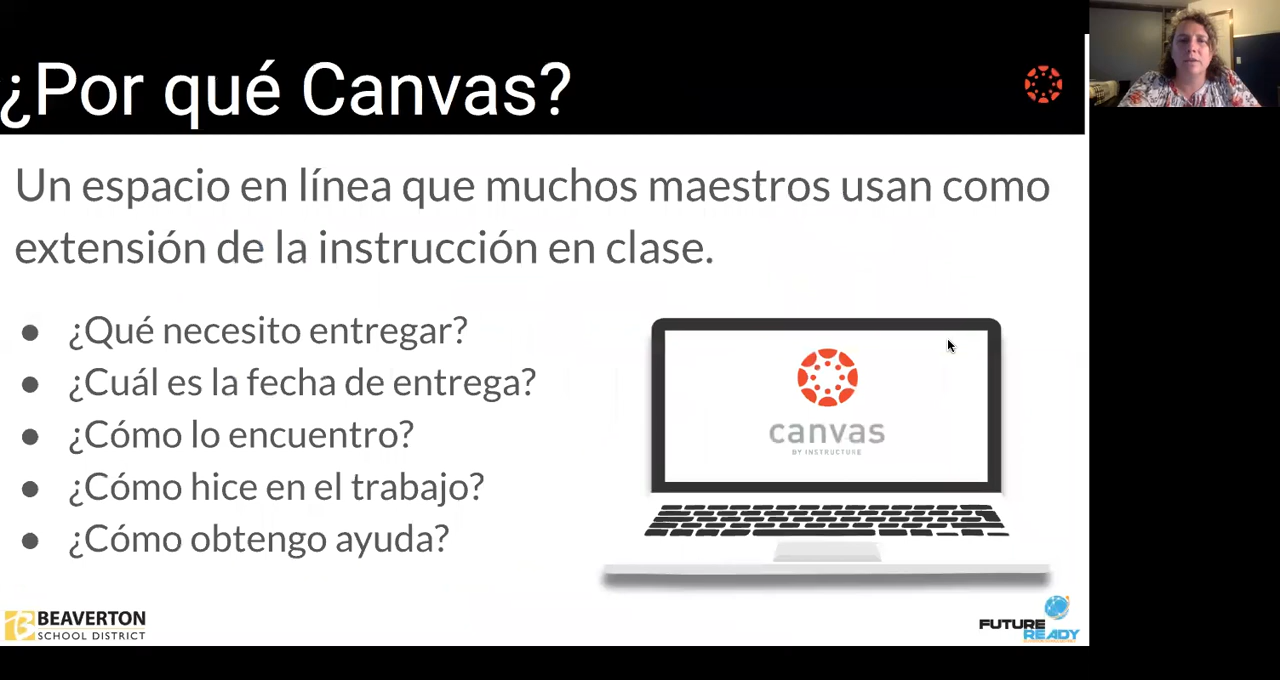 ¿Por qué Canvas?
Un espacio en línea que muchos maestros usan como
extensión de la instrucción en clase.
● ¿Qué necesito entregar?
● ¿Cuál es la fecha de entrega?
● ¿Cómo lo encuentro?
● ¿Cómo hice en el trabajo?
● ¿Cómo obtengo ayuda?
canvas
BY INSTRUCTURE
BEAVERTON
SCHOOL DISTRICT
FUTURE
READY